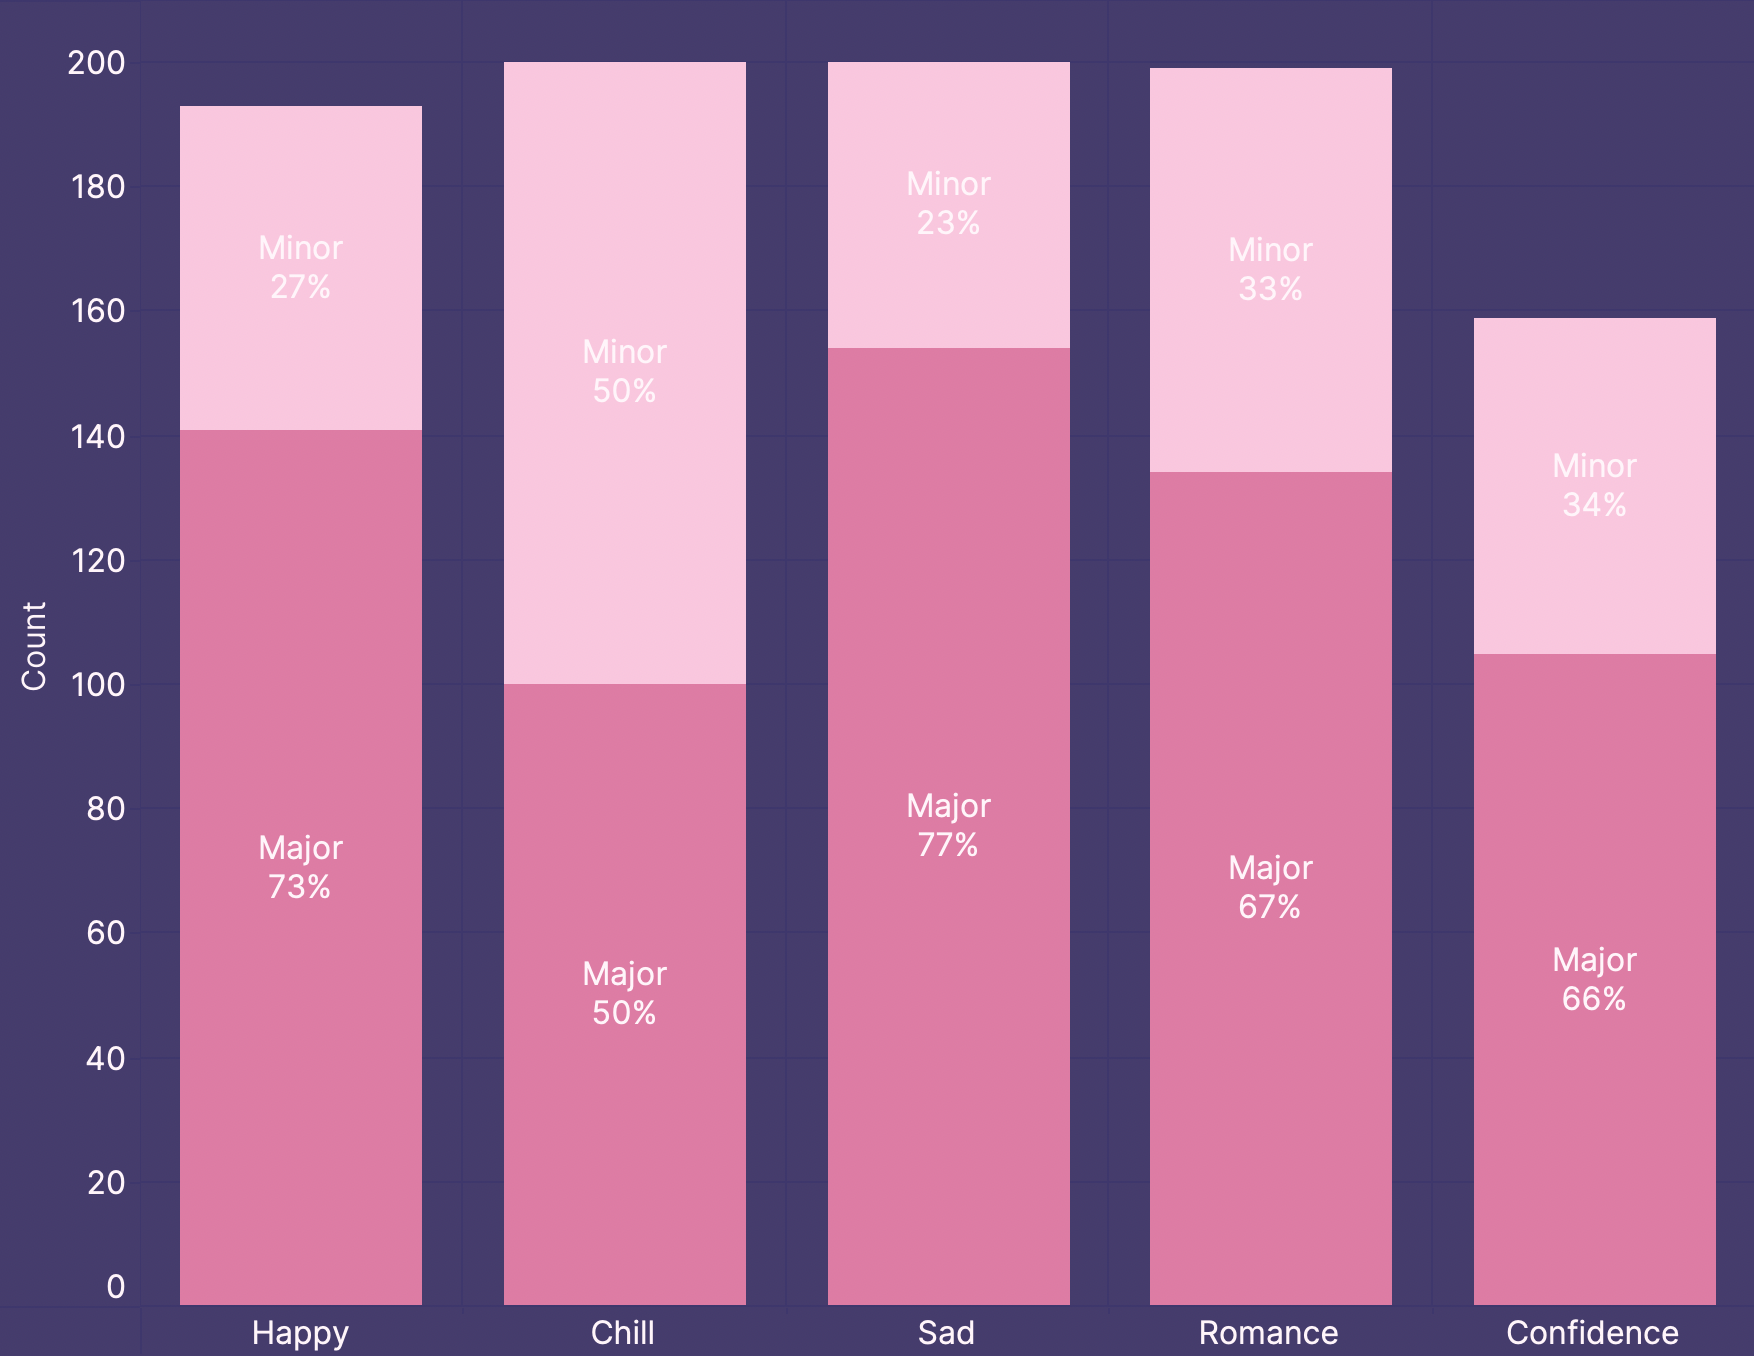 Count
200
180
160
140
120
100
80
60
40
20
0
Minor
27%
Major
73%
Minor
50%
Major
50%
Minor
23%
Major
77%
Minor
33%
Major
67%
Minor
34%
Major
66%
Happy
Chill
Sad
Romance
Confidence